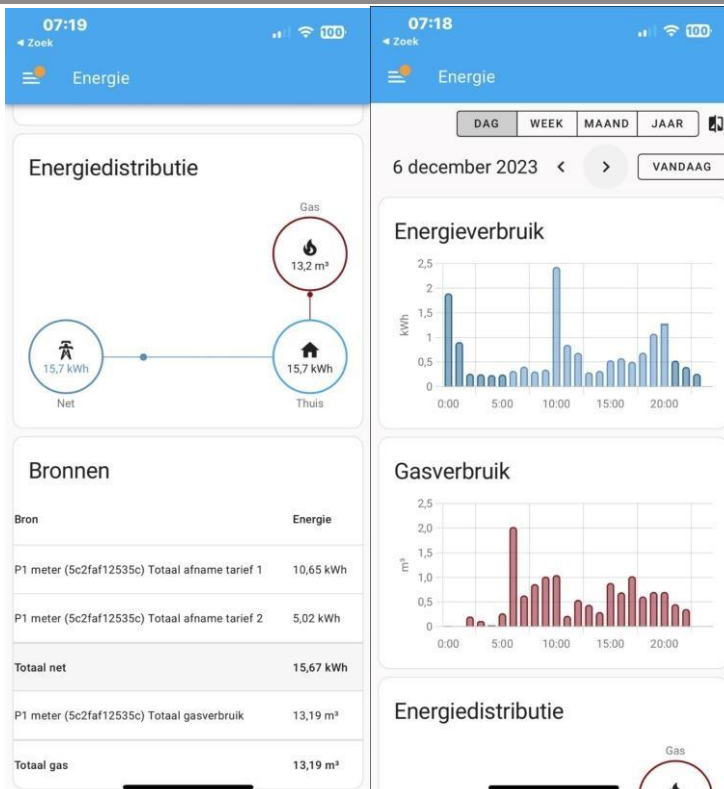 07:19
100
◄ Zoek
Energie
Energiedistributie
Gas
13,2 m³
15,7 kWh
15,7 kWh
Net
Thuis
Bronnen
Bron
Energie
P1 meter (5c2faf12535c) Totaal afname tarief 1
10,65 kWh
P1 meter (5c2faf12535c) Totaal afname tarief 2
5,02 kWh
Totaal net
15,67 kWh
P1 meter (5c2faf12535c) Totaal gasverbruik
13,19 m³
Totaal gas
13,19 m³
07:18
100
◄ Zoek
Energie
DAG
WEEK
MAAND
JAAR
6 december 2023
VANDAAG
Energieverbruik
2,5
2
1,5
1
0,5
0
kWh
0:00
5:00
10:00
15:00
20:00
Gasverbruik
2,5
2,0
1,5
1,0
0,5
0
m³
0:00
5:00
10:00
15:00
20:00
Energiedistributie
Gas